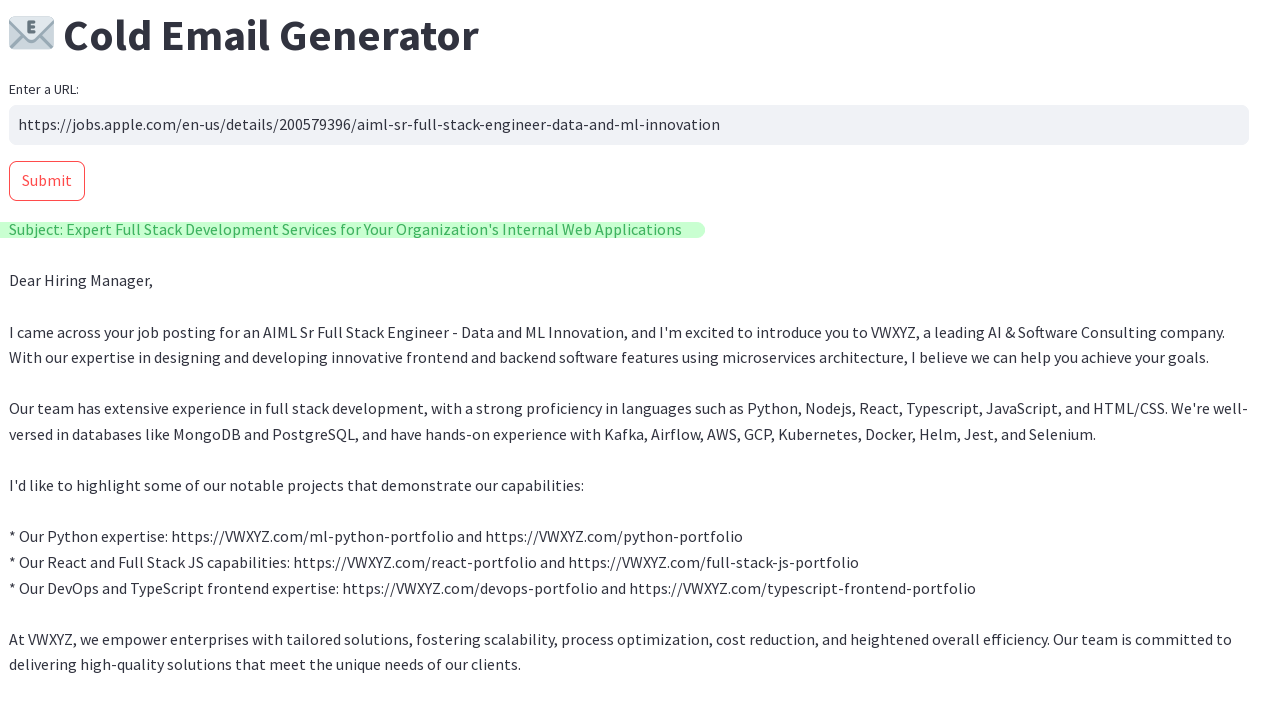 E Cold Email Generator
Enter a URL:
https://jobs.apple.com/en-us/details/200579396/aiml-sr-full-stack-engineer-data-and-ml-innovation
Submit
Subject: Expert Full Stack Development Services for Your Organization's Internal Web Applications
Dear Hiring Manager,
I came across your job posting for an AIML Sr Full Stack Engineer - Data and ML Innovation, and I'm excited to introduce you to VWXYZ, a leading AI & Software Consulting company.
With our expertise in designing and developing innovative frontend and backend software features using microservices architecture, I believe we can help you achieve your goals.
Our team has extensive experience in full stack development, with a strong proficiency in languages such as Python, Nodejs, React, Typescript, JavaScript, and HTML/CSS. We're well-
versed in databases like MongoDB and PostgreSQL, and have hands-on experience with Kafka, Airflow, AWS, GCP, Kubernetes, Docker, Helm, Jest, and Selenium.
I'd like to highlight some of our notable projects that demonstrate our capabilities:
* Our Python expertise: https://VWXYZ.com/ml-python-portfolio and https://VWXYZ.com/python-portfolio
* Our React and Full Stack JS capabilities: https://VWXYZ.com/react-portfolio and https://VWXYZ.com/full-stack-js-portfolio
* Our DevOps and TypeScript frontend expertise: https://VWXYZ.com/devops-portfolio and https://VWXYZ.com/typescript-frontend-portfolio
At VWXYZ, we empower enterprises with tailored solutions, fostering scalability, process optimization, cost reduction, and heightened overall efficiency. Our team is committed to
delivering high-quality solutions that meet the unique needs of our clients.